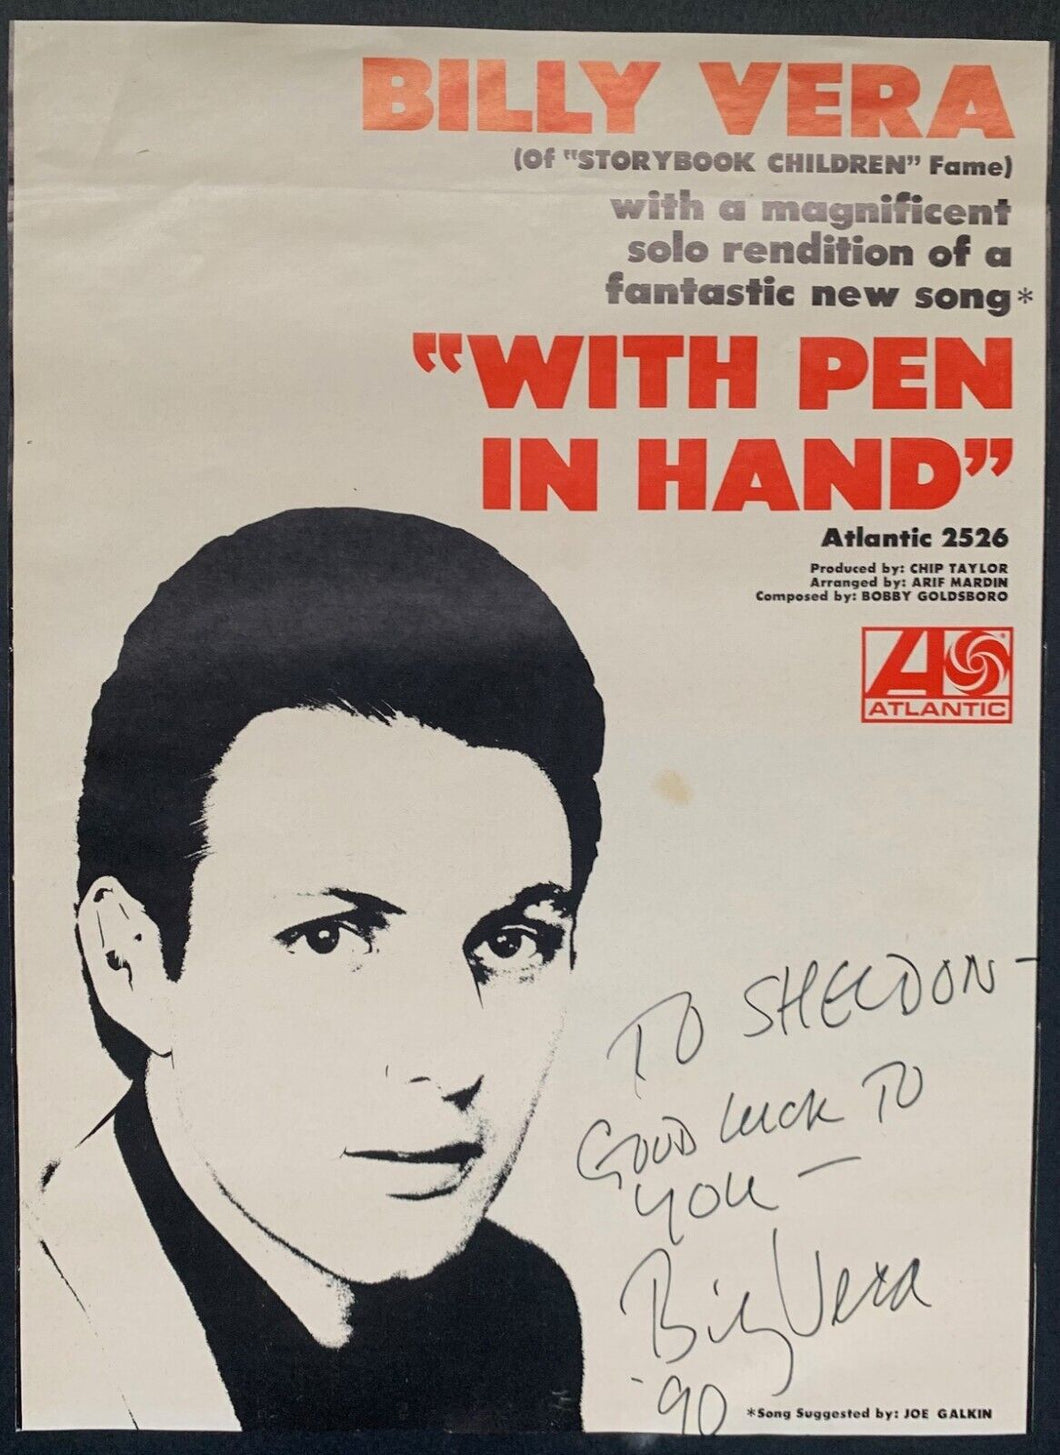 BILLY VERA
(Of "STORYBOOK CHILDREN" Fame)
with a magnificent
solo rendition of a
fantastic new song*
"WITH PEN
IN HAND"
Atlantic 2526
Produced by: CHIP TAYLOR
Arranged by: ARIF MARDIN
Composed by: BOBBY GOLDSBORO
ATLANTIC
TO SHELDON-
GOOD LUCK TO
YOU-
Billy Vera
'90
*Song Suggested by: JOE GALKIN